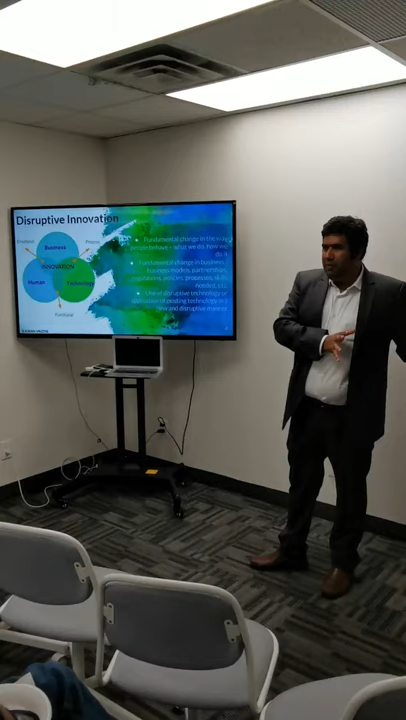 Disruptive Innovation
Business
Emotional
Process
INNOVATION
Human
Technology
Functional
• Fundamental change in the way
people behave – what we do, how we
do it
• Fundamental change in business,
business models, partnerships,
policies, processes, skills
needed, etc.
• Use of disruptive technology or
of existing technology in a
new and disruptive manner